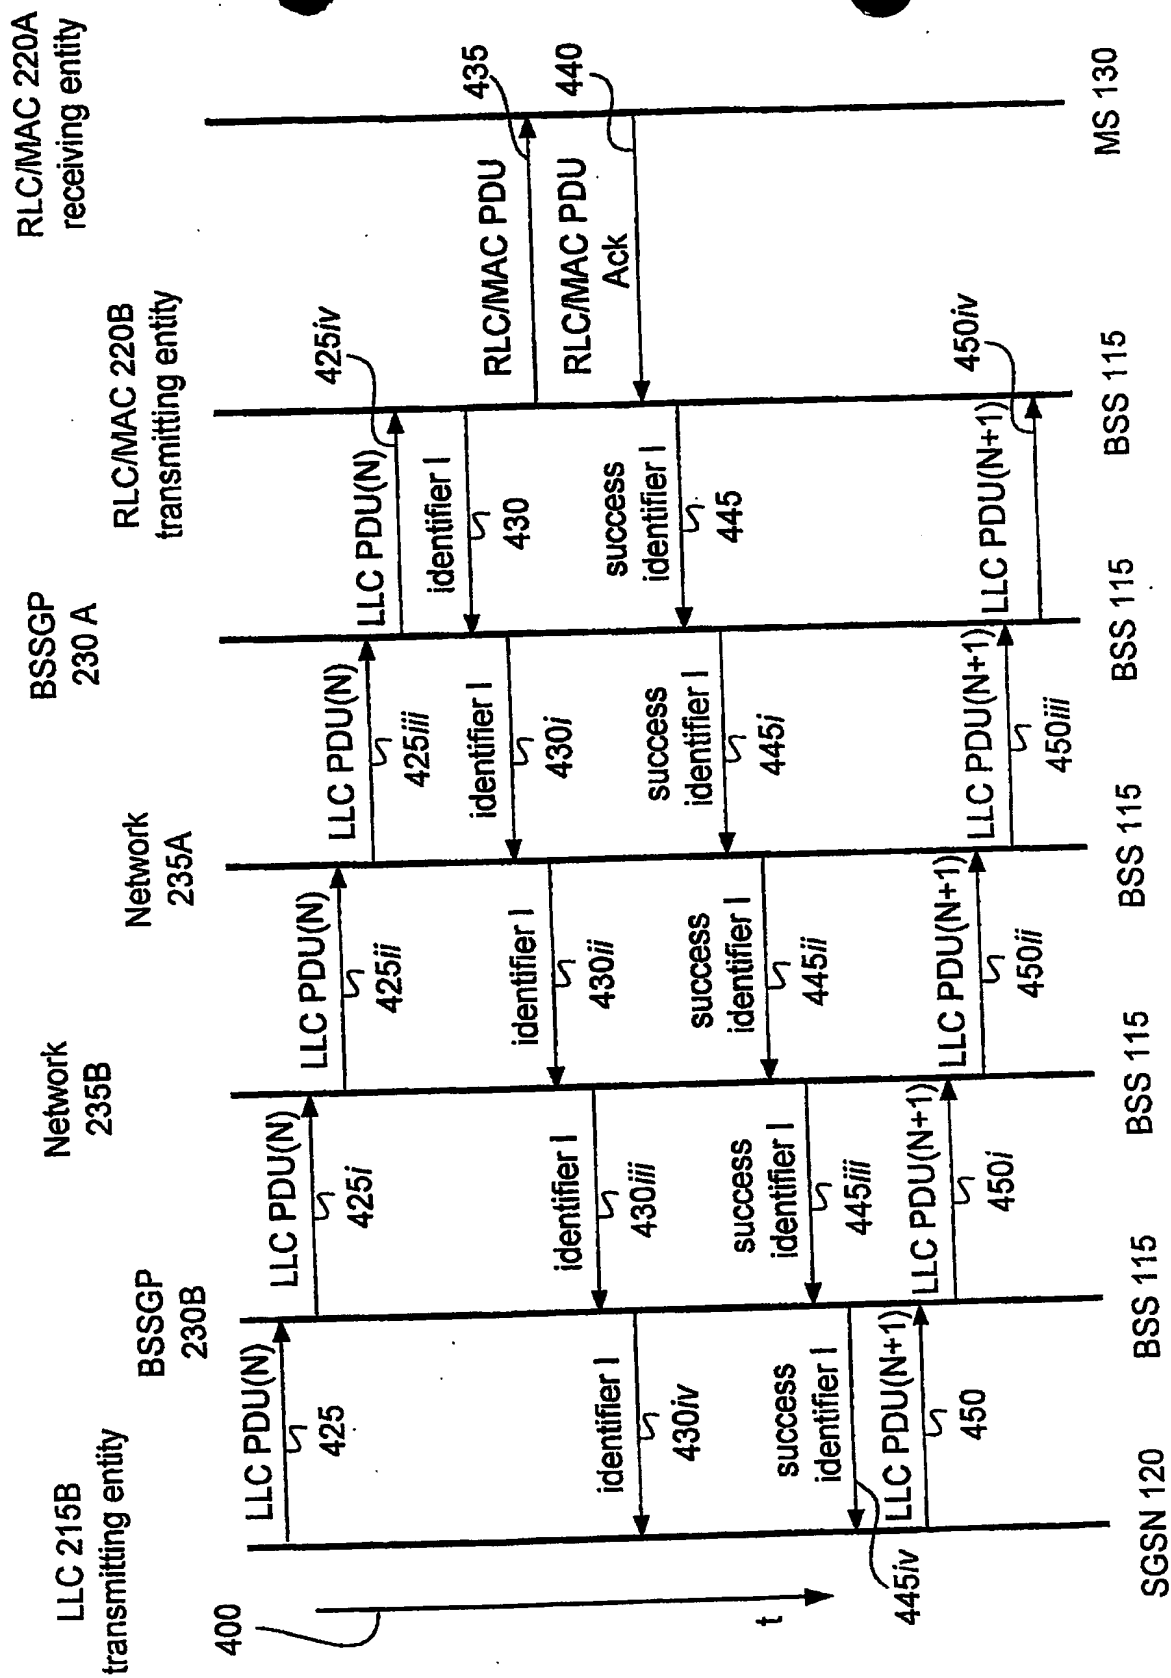 LLC 215B
transmitting entity
BSSGP
230B
Network
235B
Network
235A
BSSGP
230 A
RLC/MAC 220B
transmitting entity
RLC/MAC 220A
receiving entity
400
t
LLC PDU(N)
425
LLC PDU(N)
425i
LLC PDU(N)
425ii
LLC PDU(N)
425iii
LLC PDU(N)
425iv
identifier I
430
identifier I
430i
identifier I
430ii
identifier I
430iii
identifier I
430iv
RLC/MAC PDU
435
RLC/MAC PDU
Ack
440
success
identifier I
445
success
identifier I
445i
success
identifier I
445ii
success
identifier I
445iii
success
identifier I
445iv
LLC PDU(N+1)
450
LLC PDU(N+1)
450i
LLC PDU(N+1)
450ii
LLC PDU(N+1)
450iii
LLC PDU(N+1)
450iv
SGSN 120
BSS 115
BSS 115
BSS 115
BSS 115
BSS 115
MS 130